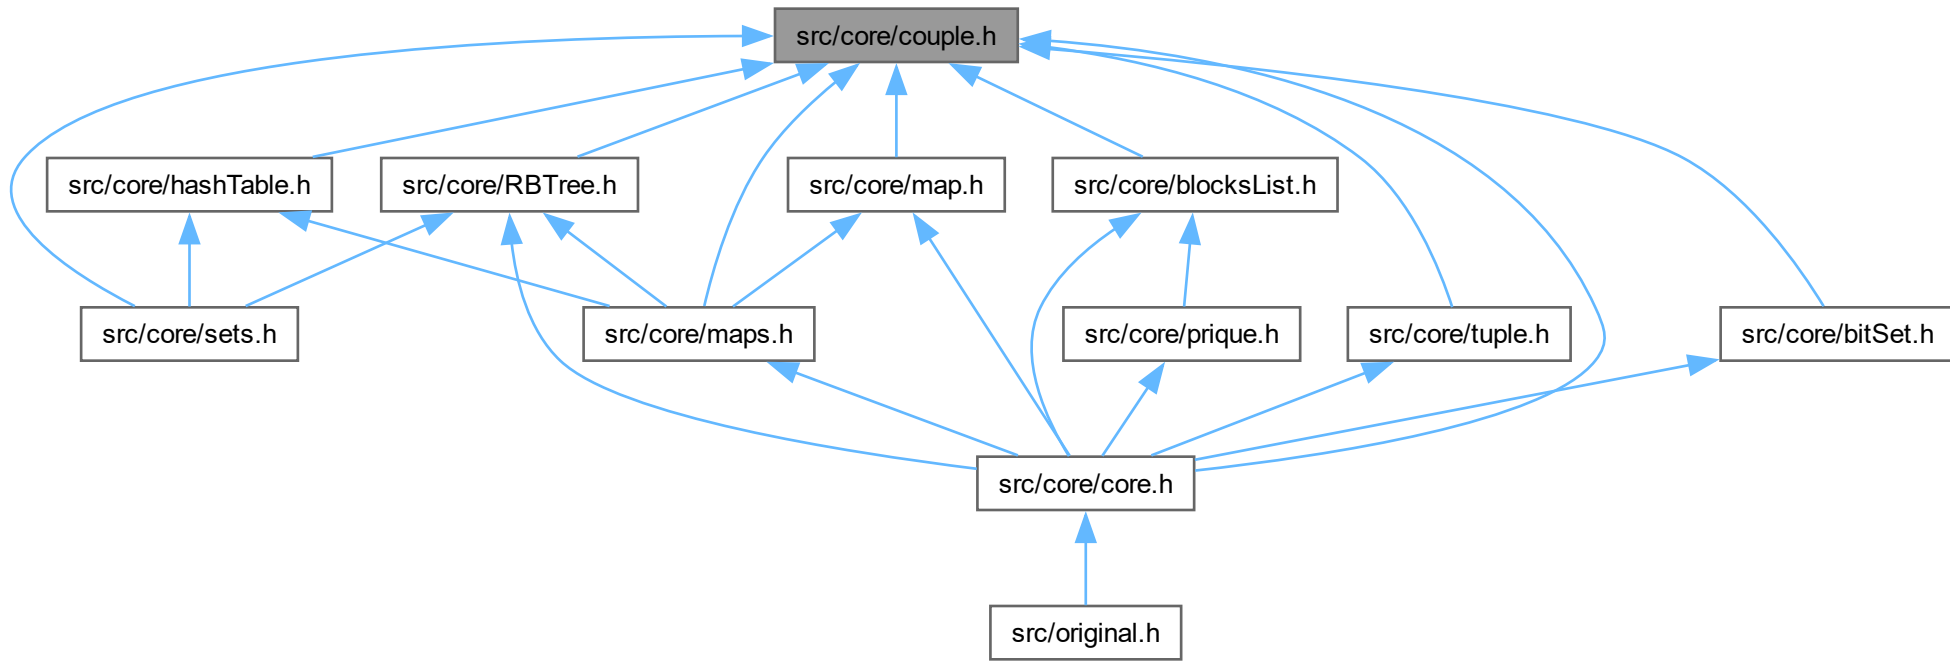 src/core/couple.h
src/core/hashTable.h
src/core/RBTree.h
src/core/map.h
src/core/blocksList.h
src/core/sets.h
src/core/maps.h
src/core/prique.h
src/core/tuple.h
src/core/bitSet.h
src/core/core.h
src/original.h